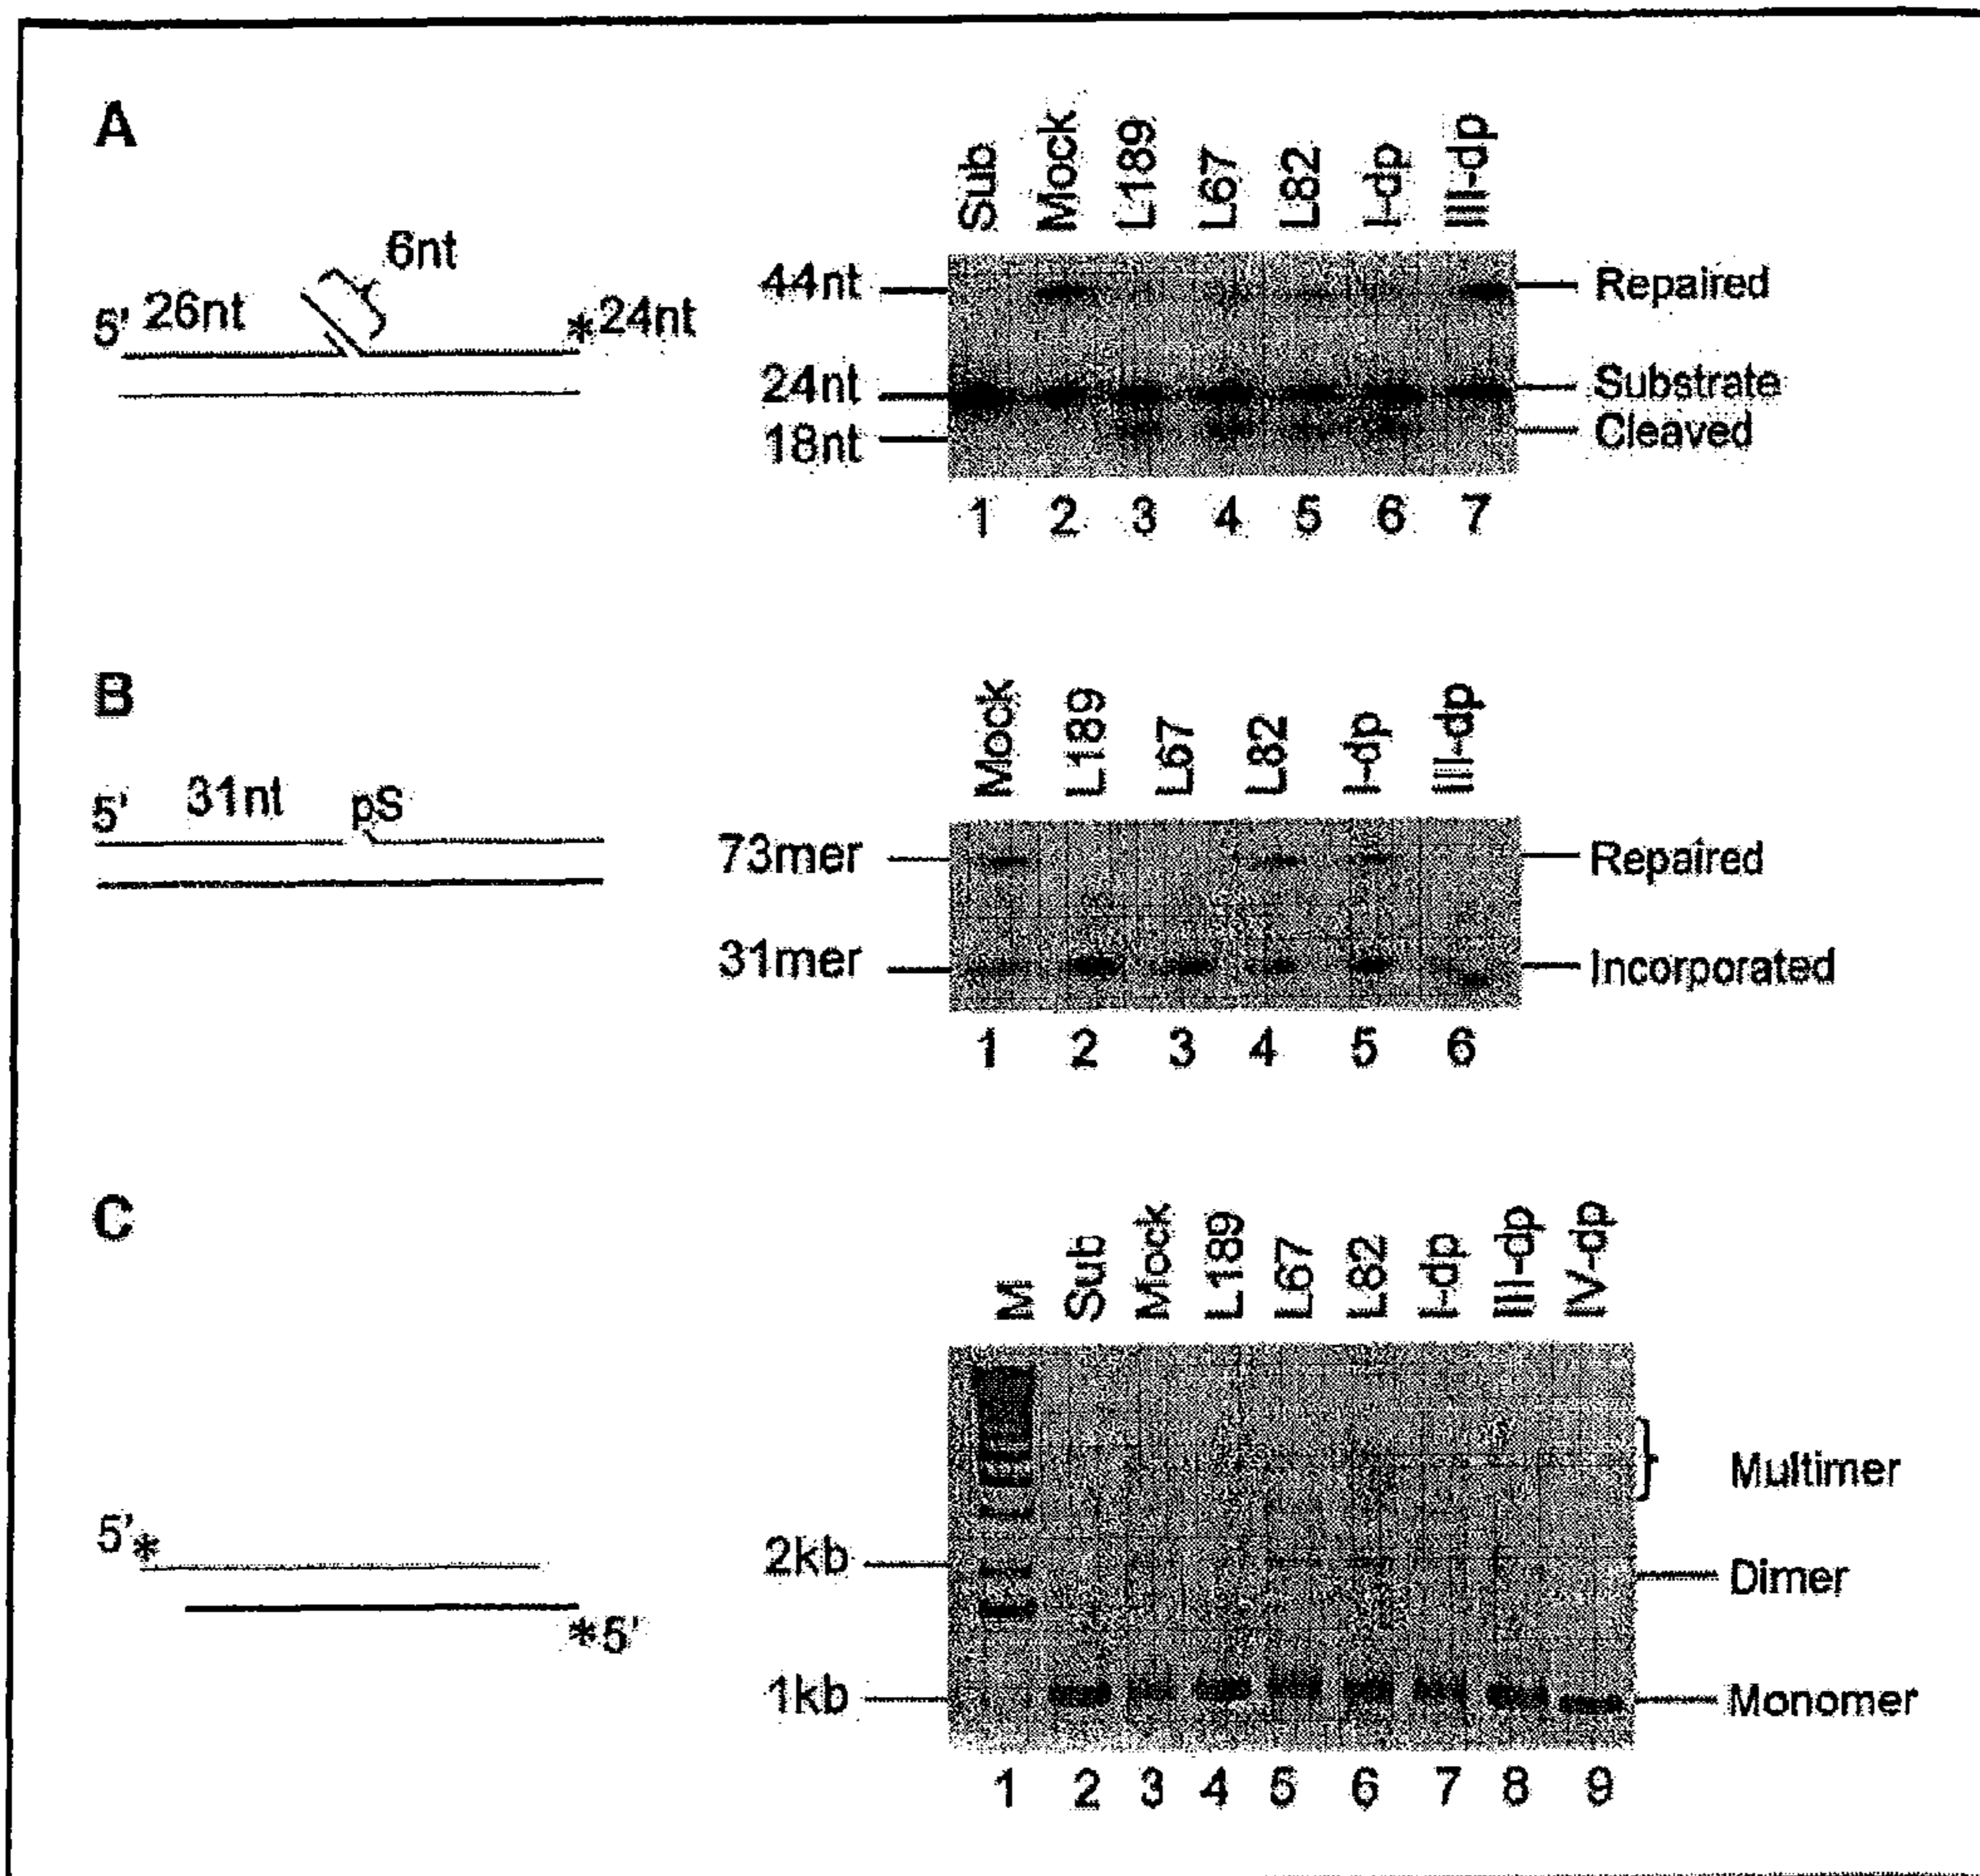 A
Sub Mock L189 L67 L82 I-dp III-dp
6nt
5' 26nt *24nt
44nt Repaired
24nt Substrate
18nt Cleaved
1 2 3 4 5 6 7
B
Mock L189 L67 L82 I-dp III-dp
5' 31nt pS
73mer Repaired
31mer Incorporated
1 2 3 4 5 6
C
M Sub Mock L189 L67 L82 I-dp III-dp IV-dp
Multimer
5'*
2kb Dimer
*5'
1kb Monomer
1 2 3 4 5 6 7 8 9